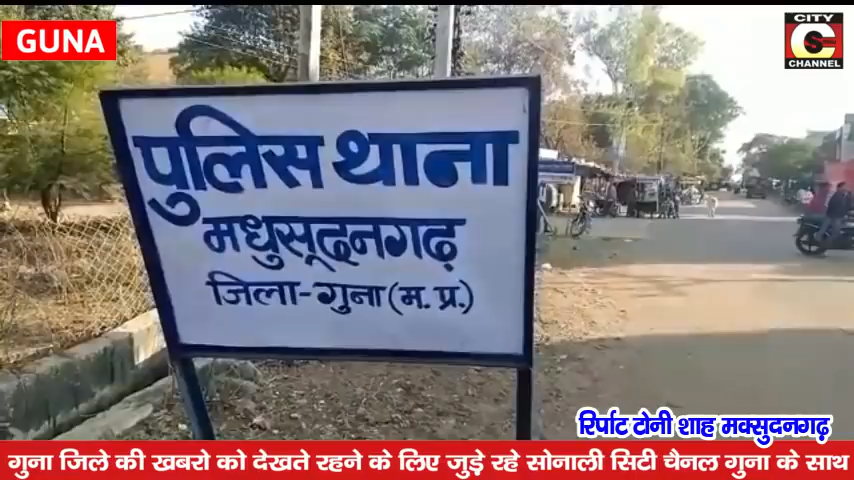 GUNA
CITY
CHANNEL
पुलिस थाना
मधुसूदनगढ़
जिला-गुना (म. प्र.)
रिर्पाट टोनी शाह मक्सुदनगढ़
गुना जिले की खबरो को देखते रहने के लिए जुड़े रहे सोनाली सिटी चैनल गुना के साथ